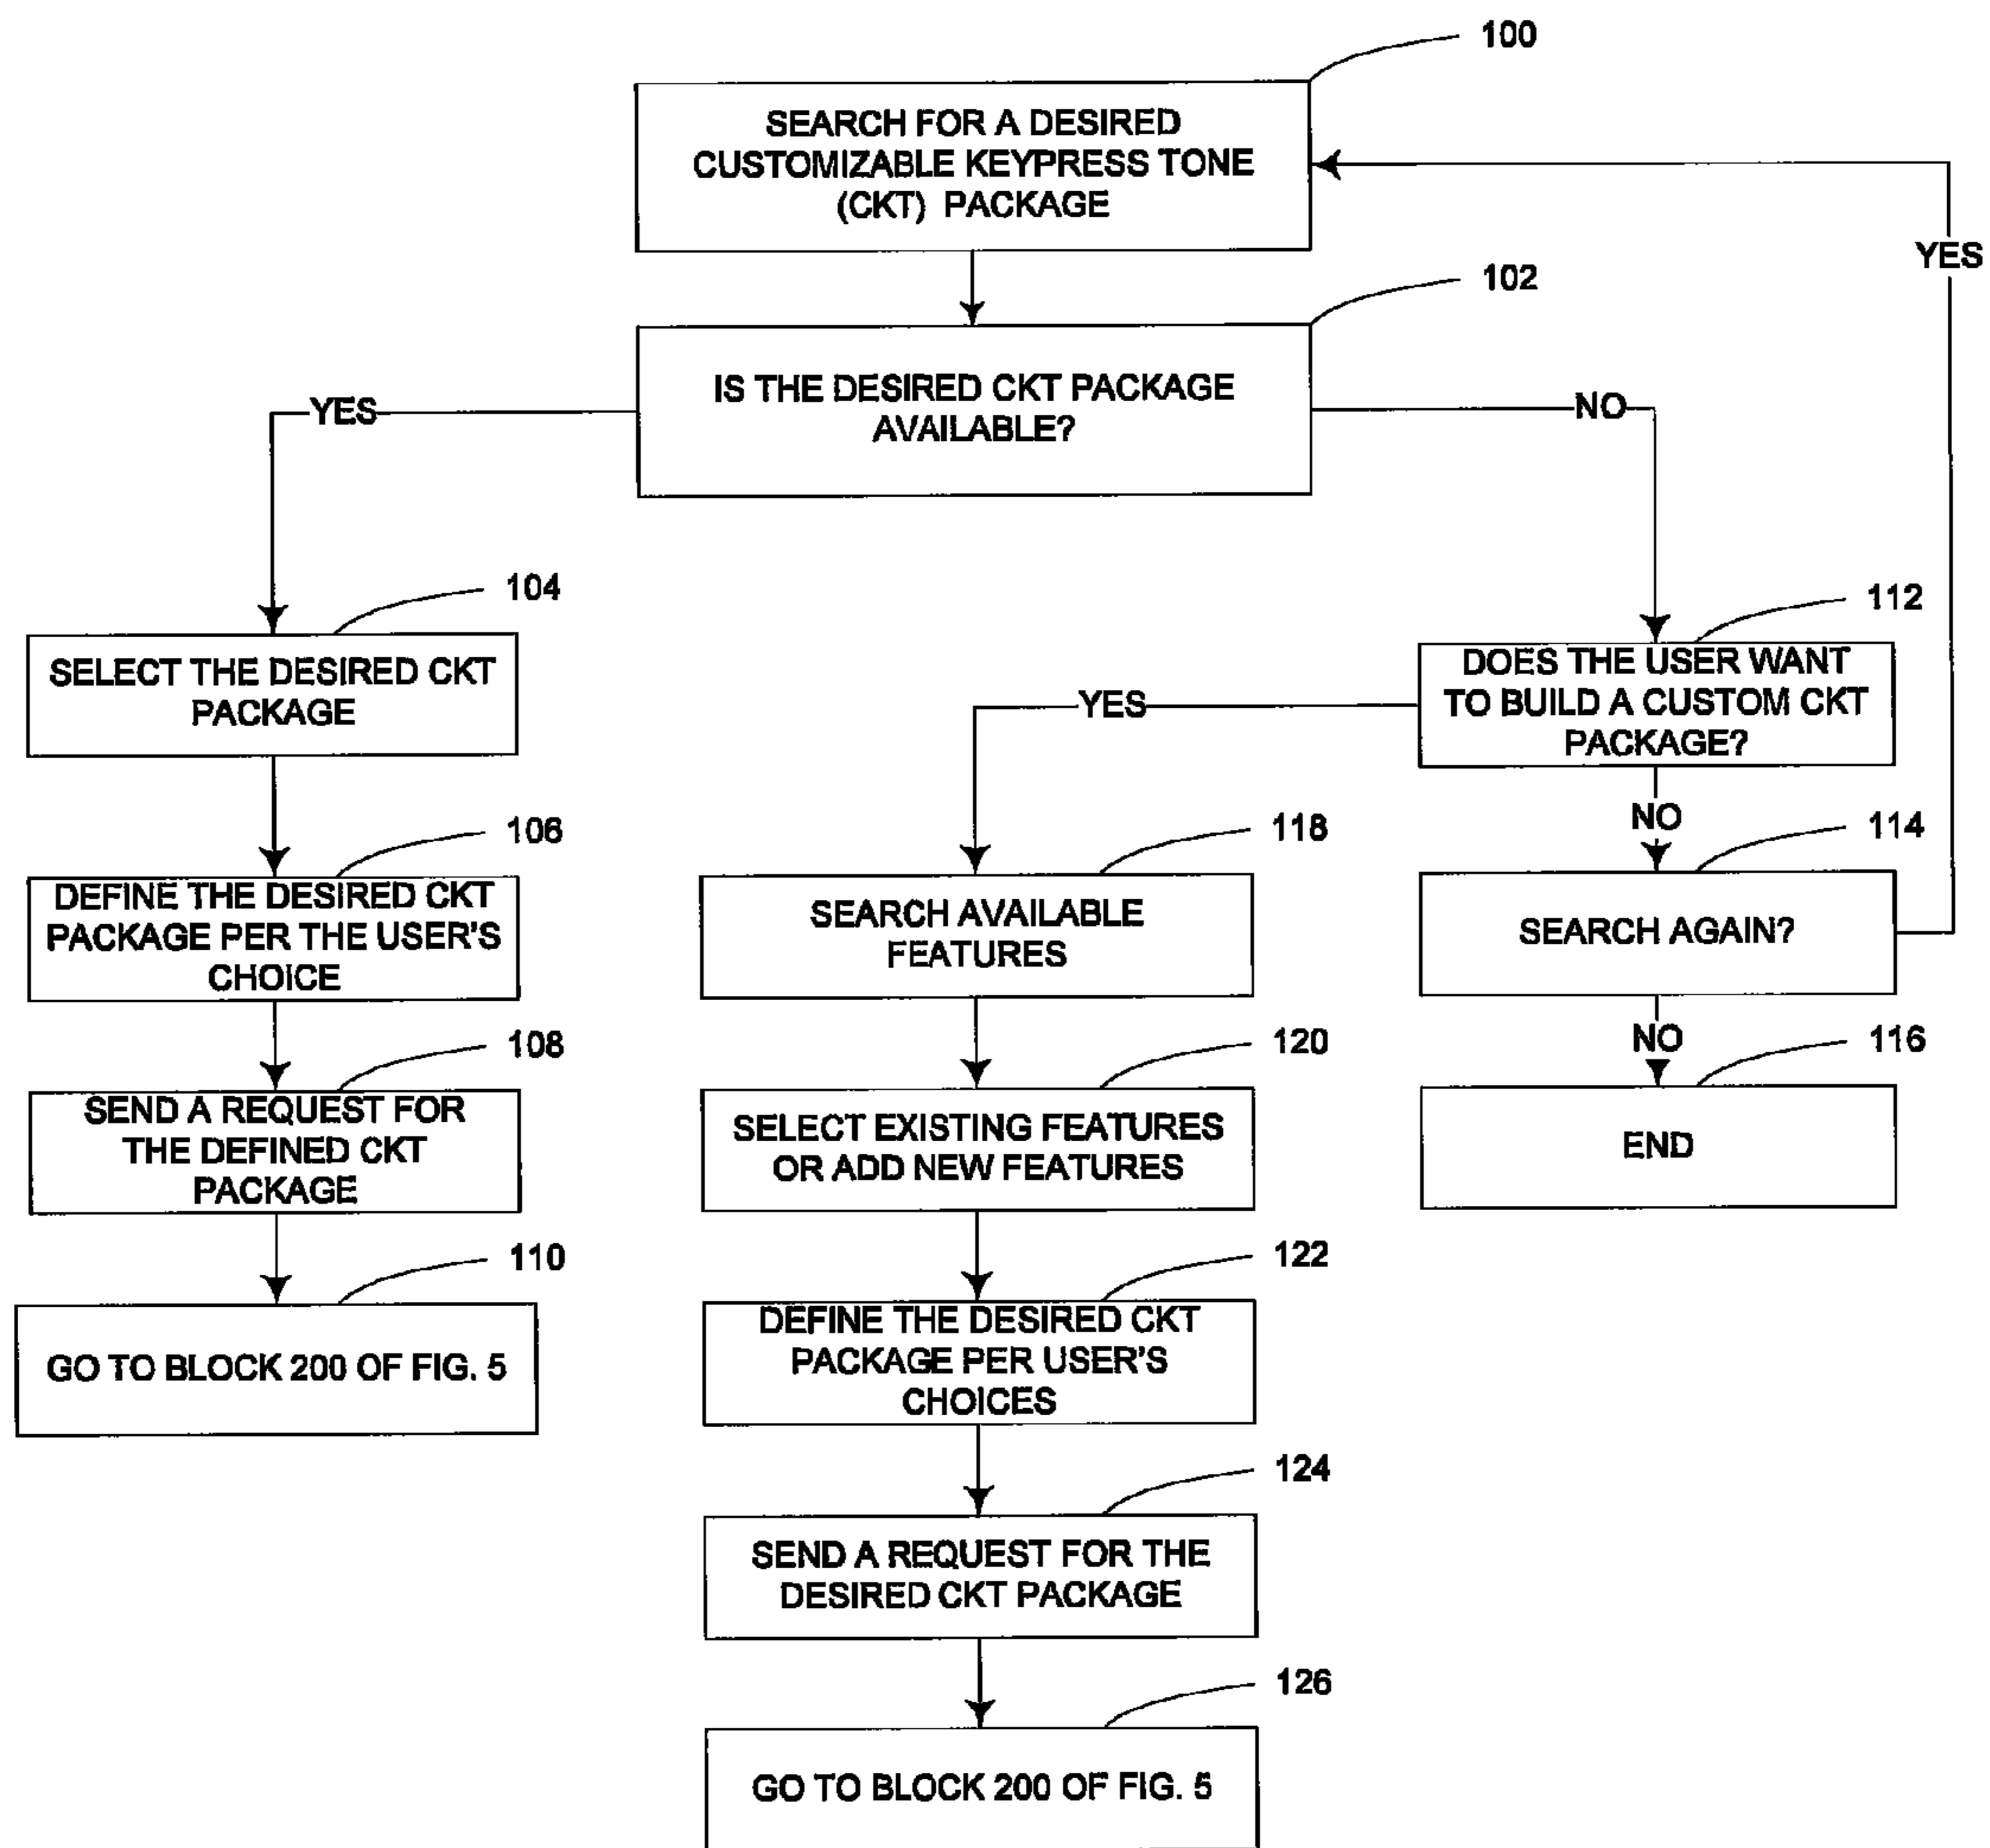 100
SEARCH FOR A DESIRED
CUSTOMIZABLE KEYPRESS TONE
(CKT) PACKAGE
YES
102
IS THE DESIRED CKT PACKAGE
AVAILABLE?
YES
NO
104
SELECT THE DESIRED CKT
PACKAGE
106
DEFINE THE DESIRED CKT
PACKAGE PER THE USER'S
CHOICE
108
SEND A REQUEST FOR
THE DEFINED CKT
PACKAGE
110
GO TO BLOCK 200 OF FIG. 5
112
DOES THE USER WANT
TO BUILD A CUSTOM CKT
PACKAGE?
YES
NO
118
SEARCH AVAILABLE
FEATURES
120
SELECT EXISTING FEATURES
OR ADD NEW FEATURES
122
DEFINE THE DESIRED CKT
PACKAGE PER USER'S
CHOICES
124
SEND A REQUEST FOR THE
DESIRED CKT PACKAGE
126
GO TO BLOCK 200 OF FIG. 5
114
SEARCH AGAIN?
NO
116
END